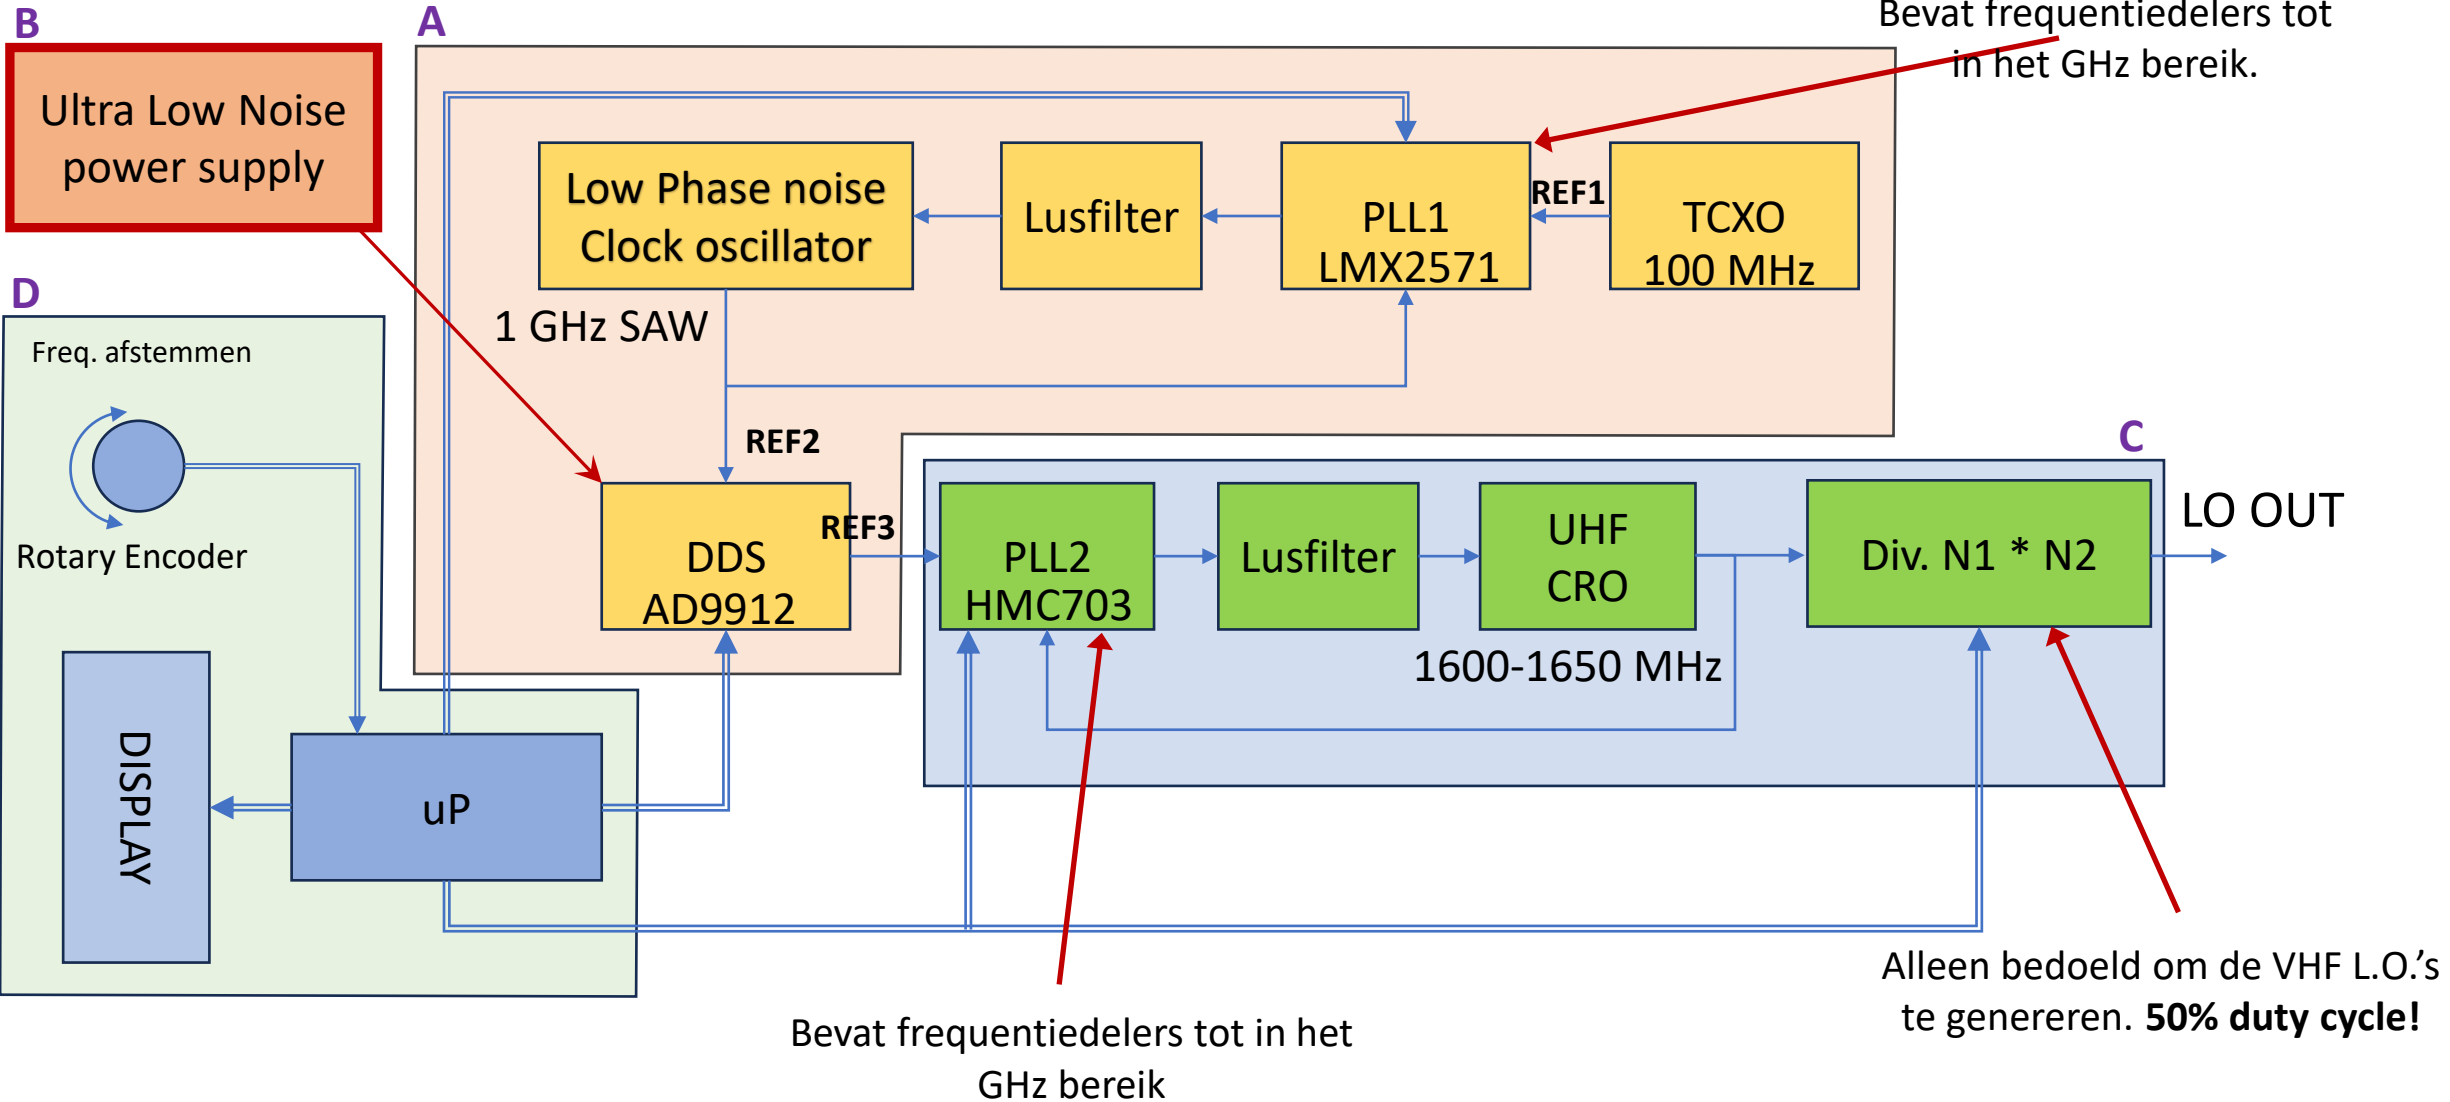 B
A
Bevat frequentiedelers tot
in het GHz bereik.
Ultra Low Noise
power supply
Low Phase noise
Clock oscillator
Lusfilter
PLL1
LMX2571
REF1
TCXO
100 MHz
D
1 GHz SAW
Freq. afstemmen
REF2
C
Rotary Encoder
DDS
AD9912
REF3
PLL2
HMC703
Lusfilter
UHF
CRO
Div. N1 * N2
LO OUT
1600-1650 MHz
DISPLAY
uP
Alleen bedoeld om de VHF L.O.’s
te genereren. 50% duty cycle!
Bevat frequentiedelers tot in het
GHz bereik